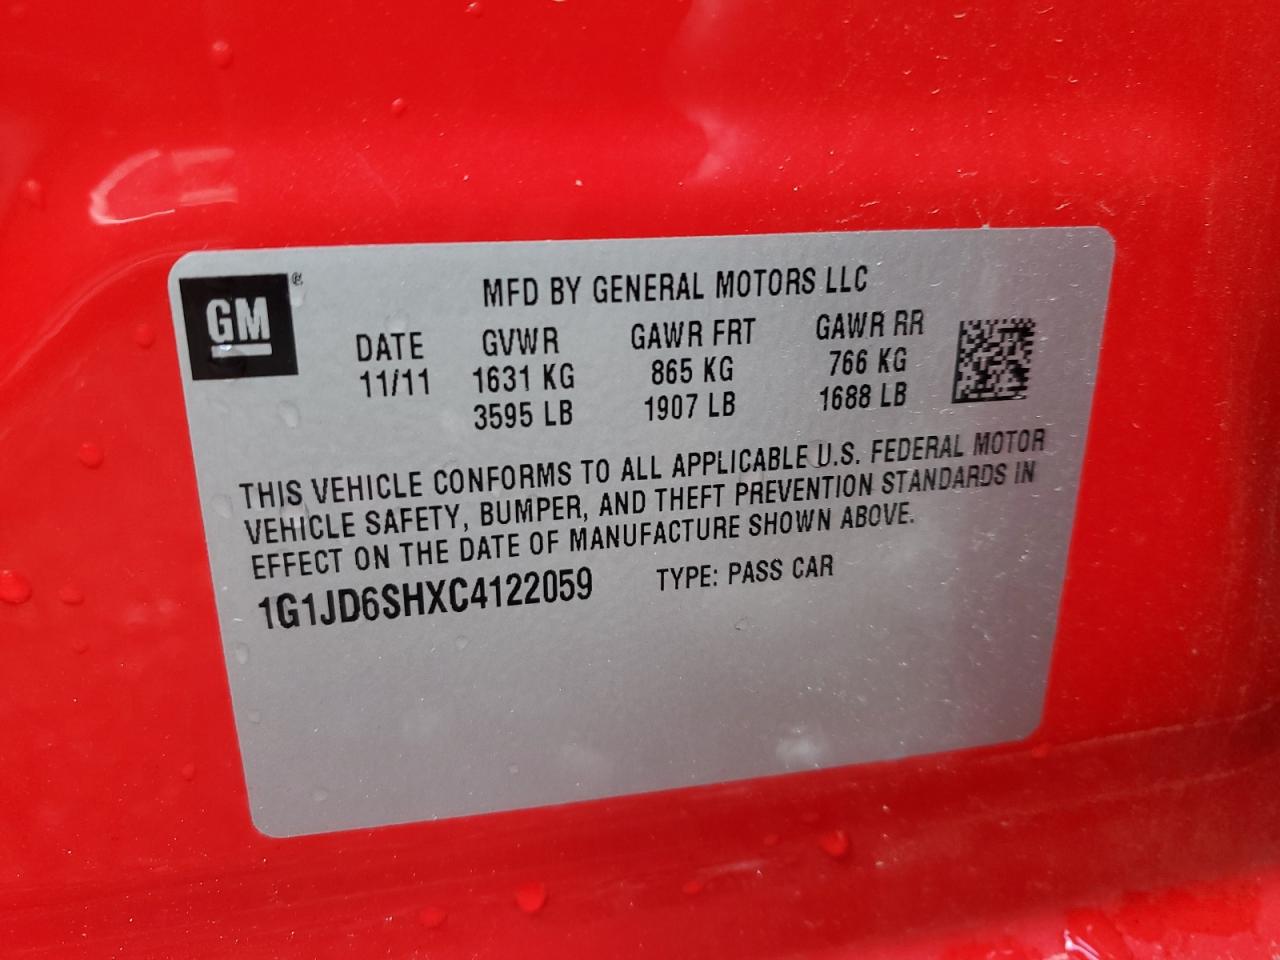 GM
MFD BY GENERAL MOTORS LLC
DATE GVWR GAWR FRT GAWR RR
11/11 1631 KG 865 KG 766 KG
3595 LB 1907 LB 1688 LB
THIS VEHICLE CONFORMS TO ALL APPLICABLE U.S. FEDERAL MOTOR
VEHICLE SAFETY, BUMPER, AND THEFT PREVENTION STANDARDS IN
EFFECT ON THE DATE OF MANUFACTURE SHOWN ABOVE.
1G1JD6SHXC4122059 TYPE: PASS CAR